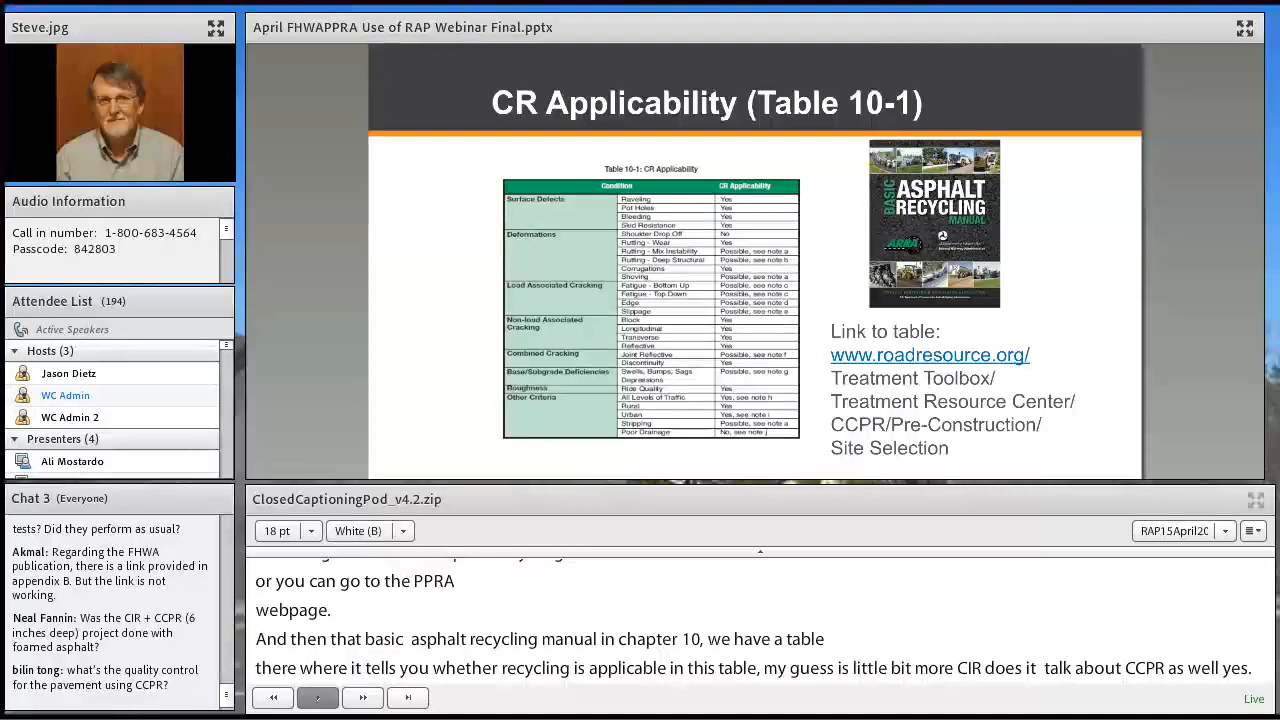 Steve.jpg
Audio Information
Call in number: 1-800-683-4564
Passcode: 842803
Attendee List (194)
Active Speakers
Hosts (3)
Jason Dietz
WC Admin
WC Admin 2
Presenters (4)
Ali Mostardo
Chat 3 (Everyone)
tests? Did they perform as usual?
Akmal: Regarding the FHWA
publication, there is a link provided in
appendix B. But the link is not
working.
Neal Fannin: Was the CIR + CCPR (6
inches deep) project done with
foamed asphalt?
bilin tong: what's the quality control
for the pavement using CCPR?
April FHWAPPRA Use of RAP Webinar Final.pptx
CR Applicability (Table 10-1)
Table 10-1: CR Applicability
Condition CR Applicability
Surface Defects Raveling Yes
Pot Holes Yes
Bleeding Yes
Skid Resistance Yes
Deformations Shoulder Drop Off No
Rutting - Wear Yes
Rutting - Mix Instability Possible, see note a
Rutting - Deep Structural Possible, see note b
Corrugations Yes
Shoving Possible, see note a
Load Associated Cracking Fatigue - Bottom Up Possible, see note c
Fatigue - Top Down Possible, see note c
Edge Possible, see note d
Slippage Possible, see note e
Non-load Associated Block Yes
Cracking Longitudinal Yes
Transverse Yes
Reflective Yes
Combined Cracking Joint Reflective Possible, see note f
Discontinuity Yes
Base/Subgrade Deficiencies Swells, Bumps, Sags Possible, see note g
Depressions
Roughness Ride Quality Yes
Other Criteria All Levels of Traffic Yes, see note h
Rural Yes
Urban Yes, see note i
Stripping Possible, see note a
Poor Drainage No, see note j
BASIC
ASPHALT
RECYCLING
MANUAL
ARRA
Link to table:
www.roadresource.org/
Treatment Toolbox/
Treatment Resource Center/
CCPR/Pre-Construction/
Site Selection
ClosedCaptioningPod_v4.2.zip
18 pt White (B) RAP15April20
or you can go to the PPRA
webpage.
And then that basic asphalt recycling manual in chapter 10, we have a table
there where it tells you whether recycling is applicable in this table, my guess is little bit more CIR does it talk about CCPR as well yes.
Live